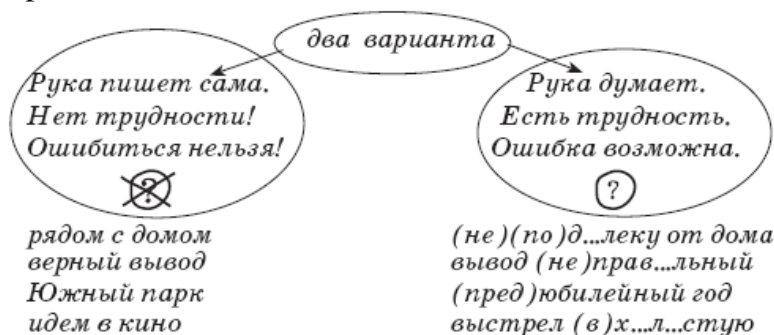 два варианта
Рука пишет сама.
Нет трудности!
Ошибиться нельзя!
?
рядом с домом
верный вывод
Южный парк
идем в кино
Рука думает.
Есть трудность.
Ошибка возможна.
?
(не)(по)д...леку от дома
вывод (не)прав...льный
(пред)юбилейный год
выстрел (в)х...л...стую